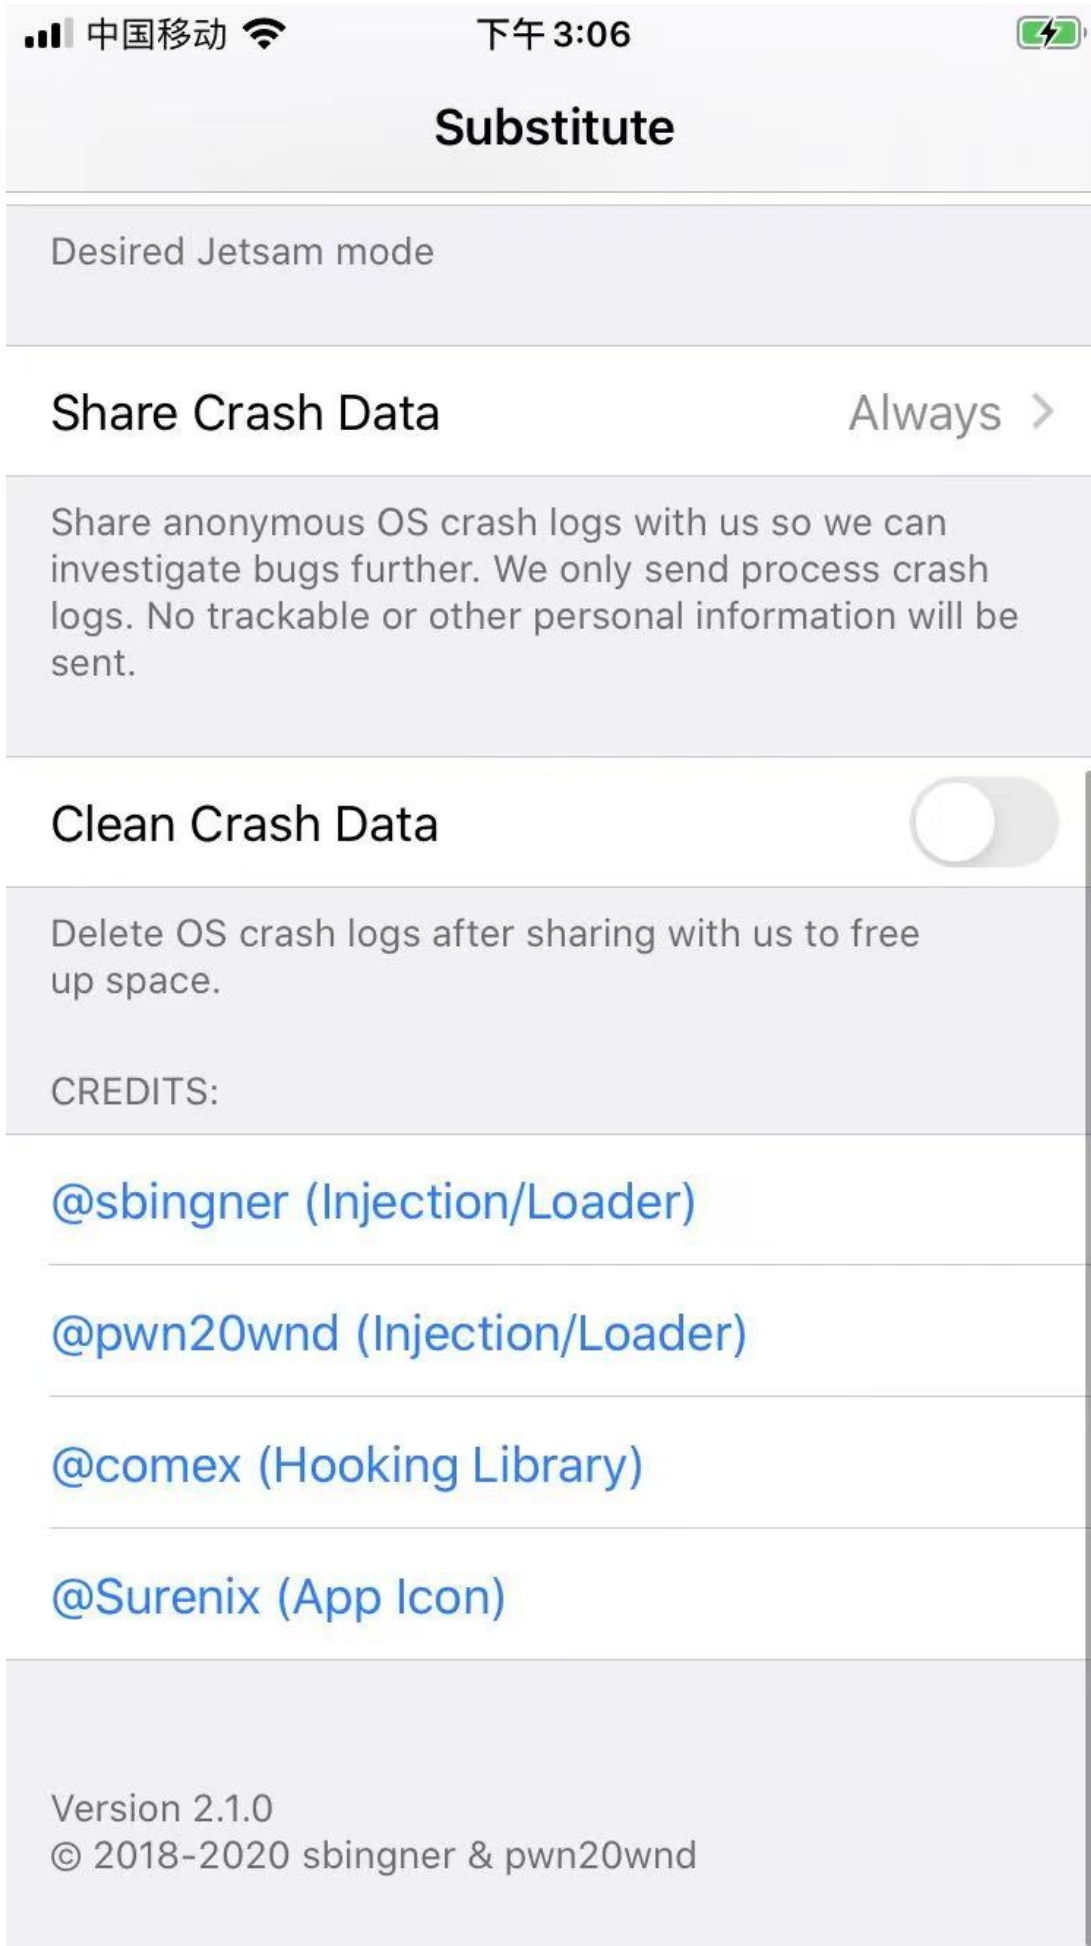 中国移动 下午3:06
Substitute
Desired Jetsam mode
Share Crash Data Always
Share anonymous OS crash logs with us so we can
investigate bugs further. We only send process crash
logs. No trackable or other personal information will be
sent.
Clean Crash Data
Delete OS crash logs after sharing with us to free
up space.
CREDITS:
@sbingner (Injection/Loader)
@pwn20wnd (Injection/Loader)
@comex (Hooking Library)
@Surenix (App Icon)
Version 2.1.0
© 2018-2020 sbingner & pwn20wnd